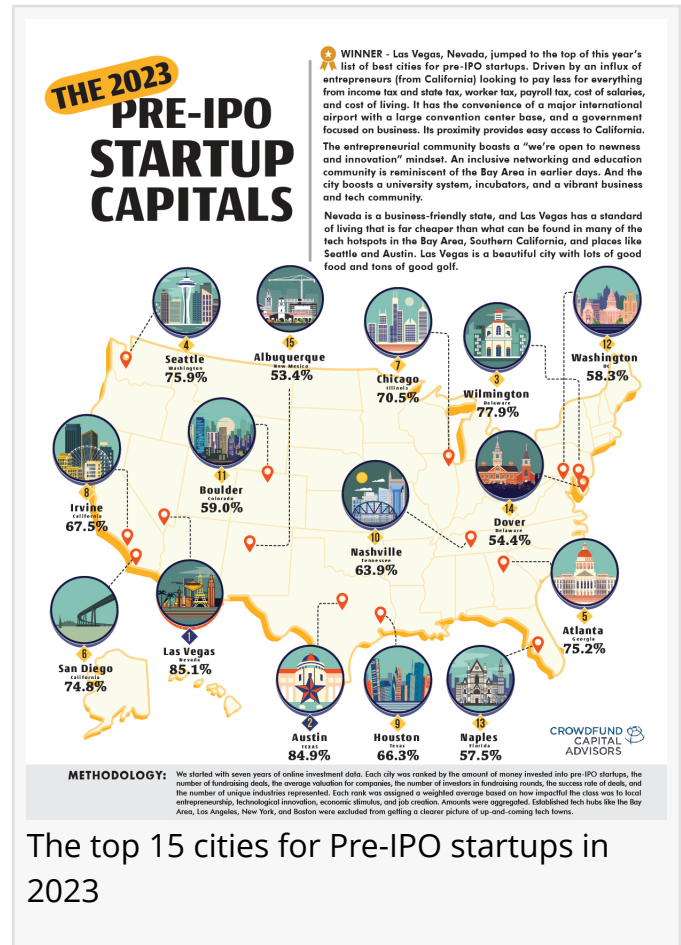 THE 2023
PRE-IPO
STARTUP
CAPITALS
WINNER - Las Vegas, Nevada, jumped to the top of this year's
list of best cities for pre-IPO startups. Driven by an influx of
entrepreneurs (from California) looking to pay less for everything
from income tax and state tax, worker tax, payroll tax, cost of salaries,
and cost of living. It has the convenience of a major international
airport with a large convention center base, and a government
focused on business. Its proximity provides easy access to California.
The entrepreneurial community boasts a "we're open to newness
and innovation" mindset. An inclusive networking and education
community is reminiscent of the Bay Area in earlier days. And the
city boosts a university system, incubators, and a vibrant business
and tech community.
Nevada is a business-friendly state, and Las Vegas has a standard
of living that is far cheaper than what can be found in many of the
tech hotspots in the Bay Area, Southern California, and places like
Seattle and Austin. Las Vegas is a beautiful city with lots of good
food and tons of good golf.
4
Seattle
Washington
75.9%
15
Albuquerque
New Mexico
53.4%
7
Chicago
Illinois
70.5%
3
Wilmington
Delaware
77.9%
12
Washington
DC
58.3%
8
Irvine
California
67.5%
11
Boulder
Colorado
59.0%
10
Nashville
Tennessee
63.9%
14
Dover
Delaware
54.4%
6
San Diego
California
74.8%
1
Las Vegas
Nevada
85.1%
5
Atlanta
Georgia
75.2%
2
Austin
TEXAS
84.9%
9
Houston
Texas
66.3%
13
Naples
Florida
57.5%
CROWDFUND
CAPITAL
ADVISORS
METHODOLOGY:
We started with seven years of online investment data. Each city was ranked by the amount of money invested into pre-IPO startups, the
number of fundraising deals, the average valuation for companies, the number of investors in fundraising rounds, the success rate of deals, and
the number of unique industries represented. Each rank was assigned a weighted average based on how impactful the class was to local
entrepreneurship, technological innovation, economic stimulus, and job creation. Amounts were aggregated. Established tech hubs like the Bay
Area, Los Angeles, New York, and Boston were excluded from getting a clearer picture of up-and-coming tech towns.
The top 15 cities for Pre-IPO startups in
2023